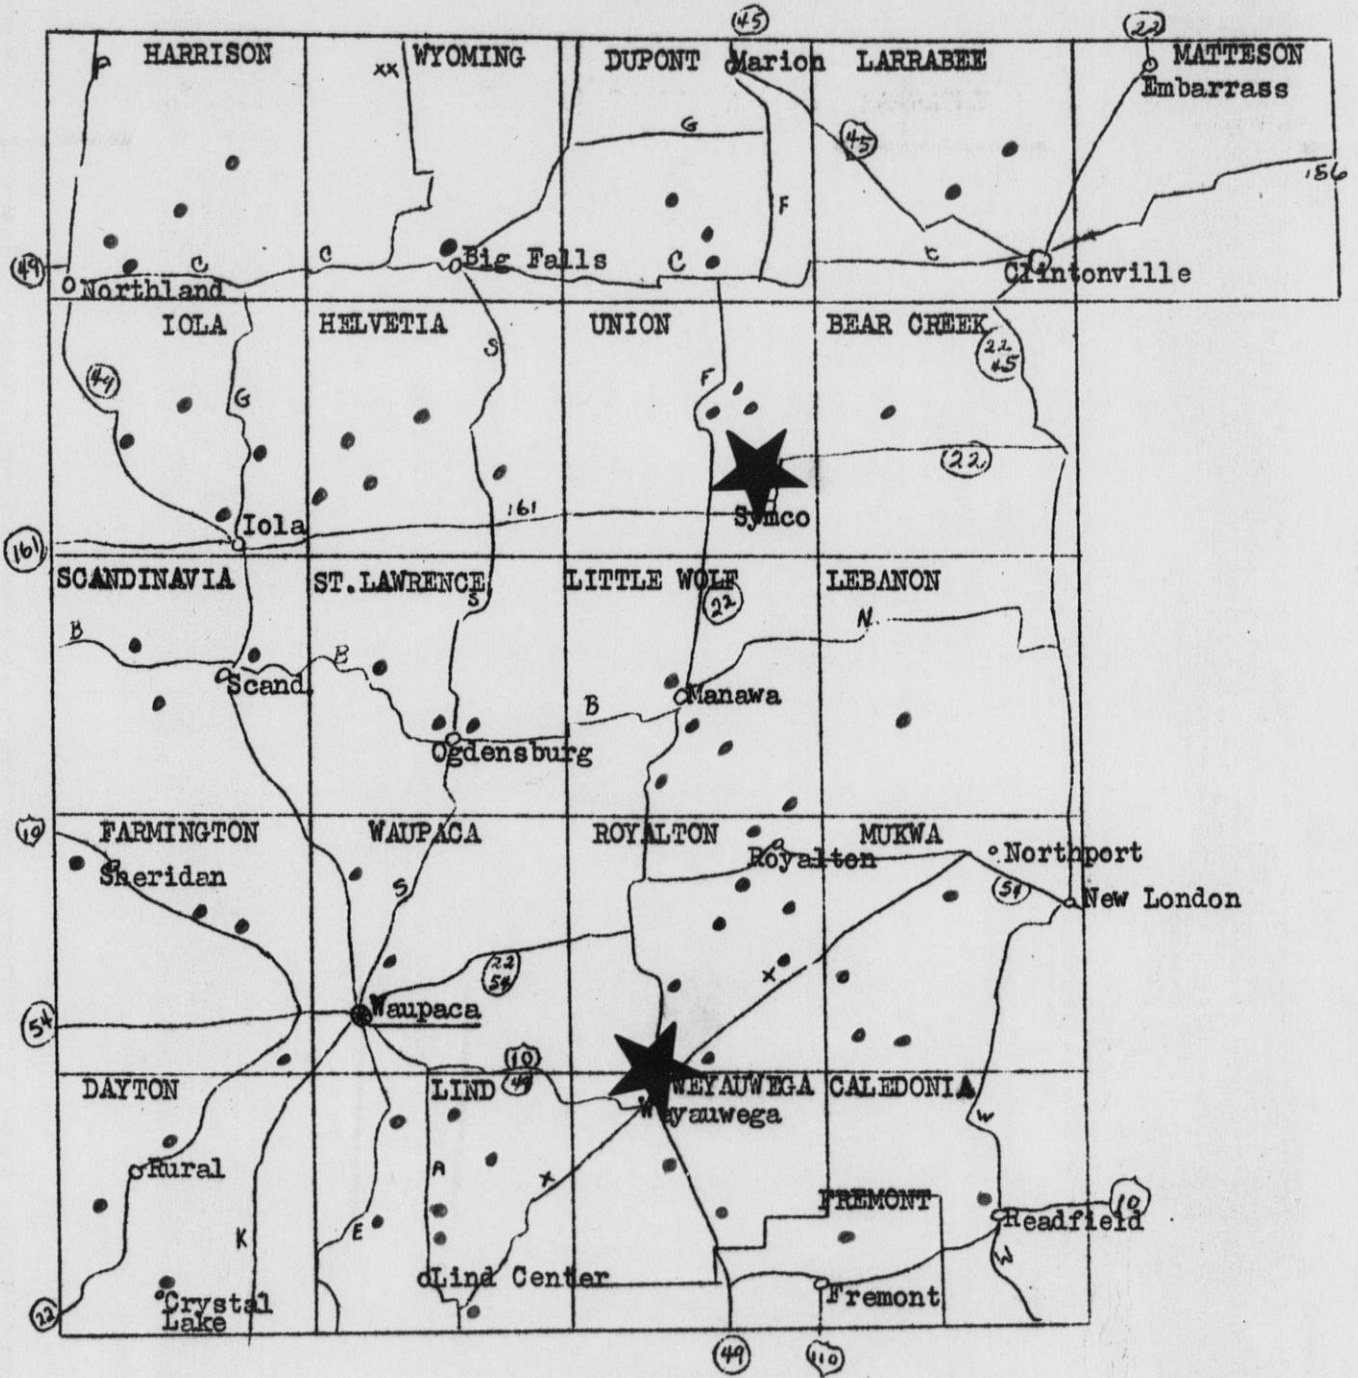 45
22
HARRISON
WYOMING
DUPONT
Marion
LARRABEE
MATTESON
P
xx
Embarrass
G
45
156
F
49
C
C
Big Falls
C
C
Clintonville
Northland
IOLA
HELVETIA
UNION
BEAR CREEK
22
45
S
49
G
F
22
161
Iola
161
Symco
SCANDINAVIA
ST. LAWRENCE
LITTLE WOLF
LEBANON
S
22
B
B
N
Scand.
B
Manawa
Ogdensburg
10
FARMINGTON
WAUPACA
ROYALTON
MUKWA
Sheridan
Royalton
Northport
S
54
New London
22
54
X
54
Waupaca
10
49
DAYTON
LIND
WEYAUWEGA
CALEDONIA
Weyauwega
W
Rural
A
X
FREMONT
10
Readfield
K
E
W
Lind Center
Crystal
Lake
Fremont
22
49
110